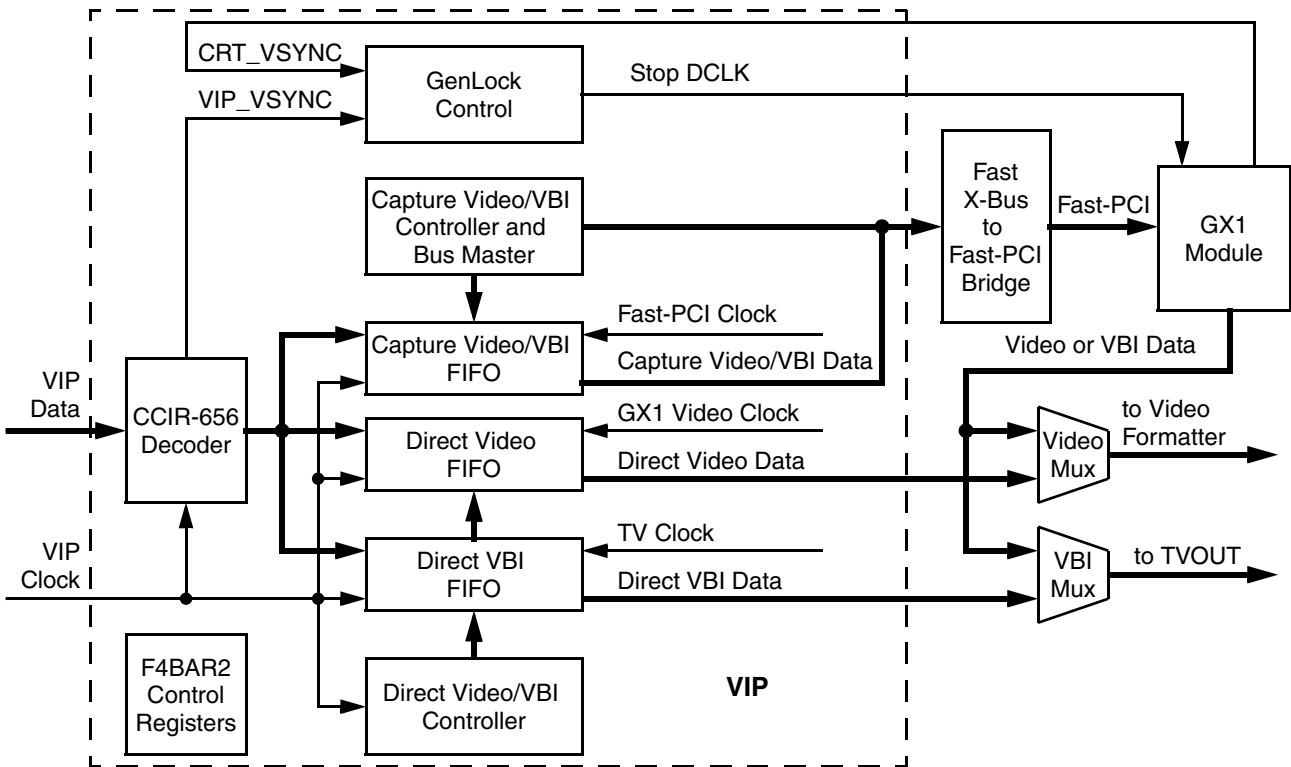 CRT_VSYNC
VIP_VSYNC
GenLock
Control
Stop DCLK
Capture Video/VBI
Controller and
Bus Master
Fast
X-Bus
to
Fast-PCI
Bridge
Fast-PCI
GX1
Module
Fast-PCI Clock
Capture Video/VBI
FIFO
Capture Video/VBI Data
Video or VBI Data
VIP
Data
CCIR-656
Decoder
GX1 Video Clock
Direct Video
FIFO
Direct Video Data
Video
Mux
to Video
Formatter
VIP
Clock
TV Clock
Direct VBI
FIFO
Direct VBI Data
VBI
Mux
to TVOUT
F4BAR2
Control
Registers
Direct Video/VBI
Controller
VIP